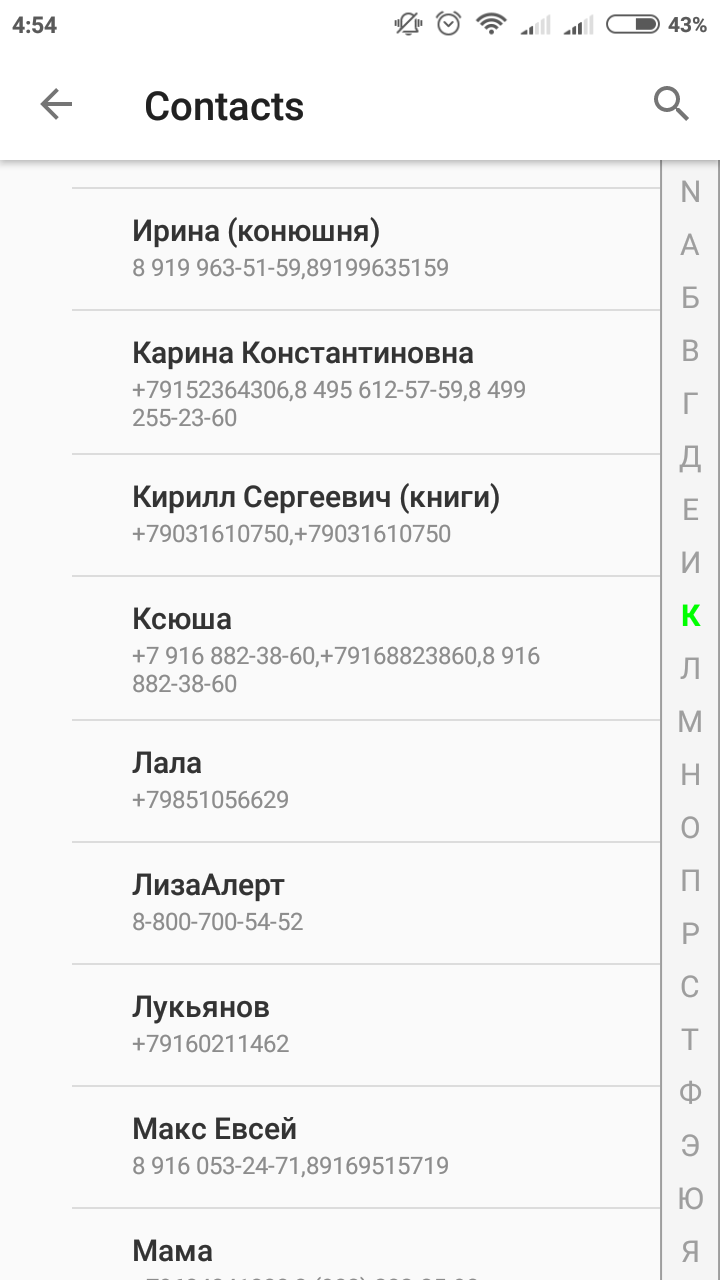 4:54 43%
Contacts
N
Ирина (конюшня)
8 919 963-51-59,89199635159
А
Б
Карина Константиновна
+79152364306,8 495 612-57-59,8 499
255-23-60
В
Г
Д
Кирилл Сергеевич (книги)
+79031610750,+79031610750
Е
И
Ксюша
+7 916 882-38-60,+79168823860,8 916
882-38-60
К
Л
М
Лала
+79851056629
Н
О
ЛизаАлерт
8-800-700-54-52
П
Р
Лукьянов
+79160211462
С
Т
Макс Евсей
8 916 053-24-71,89169515719
Ф
Э
Ю
Мама
Я